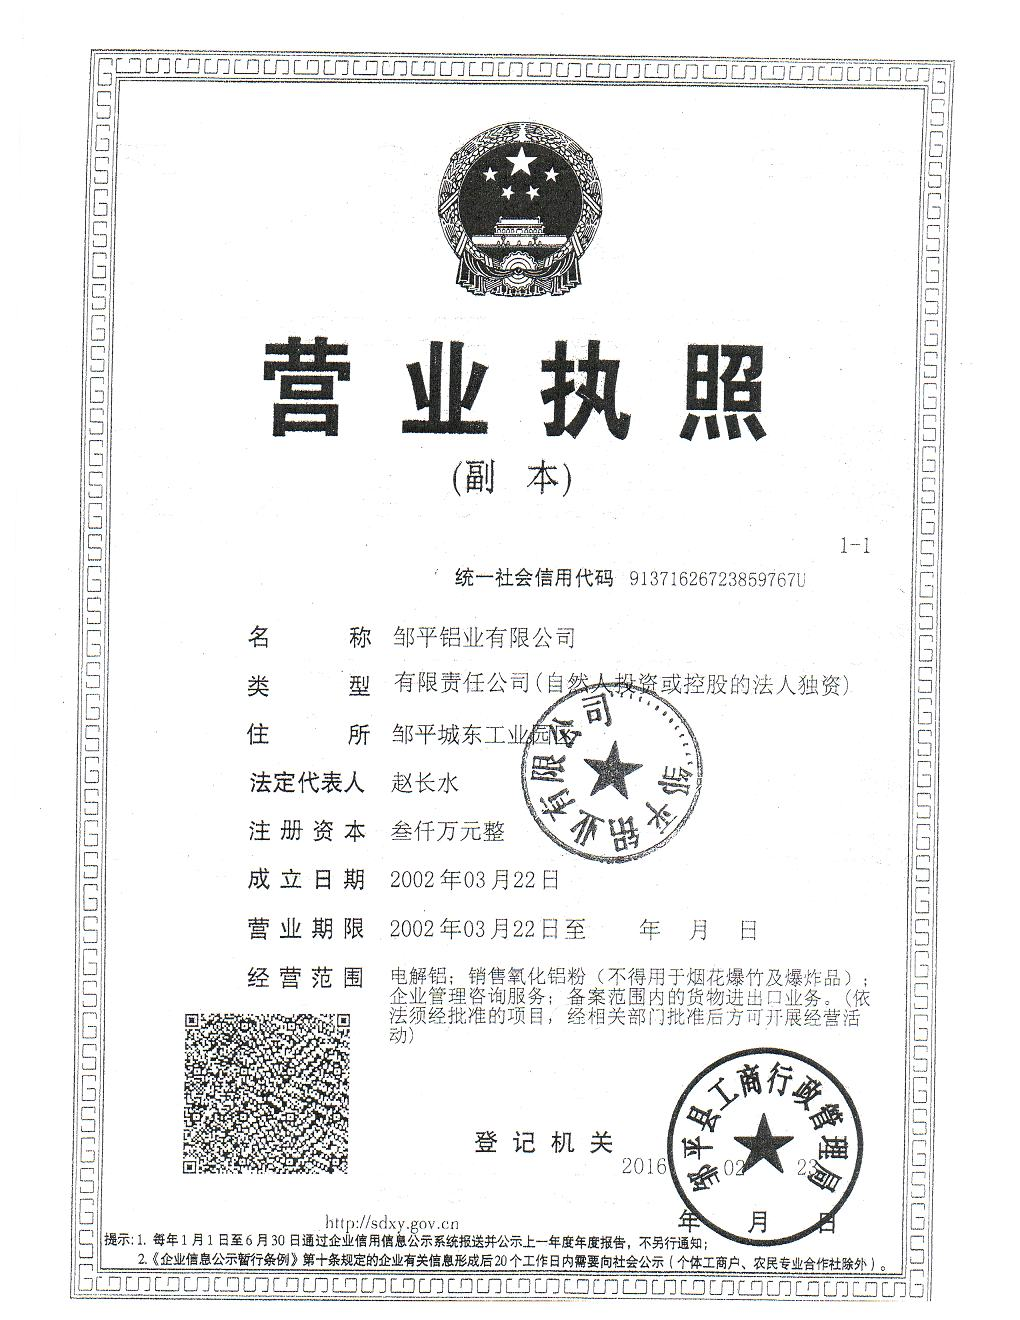 营业执照
(副 本)
1-1
统一社会信用代码 91371626723859767U
名 称 邹平铝业有限公司
类 型 有限责任公司(自然人投资或控股的法人独资)
住 所 邹平城东工业园区
法定代表人 赵长水
注册资本 叁仟万元整
成立日期 2002年03月22日
营业期限 2002年03月22日至 年 月 日
经营范围 电解铝；销售氧化铝粉（不得用于烟花爆竹及爆炸品）；
企业管理咨询服务；备案范围内的货物进出口业务。(依
法须经批准的项目，经相关部门批准后方可开展经营活
动)
邹平铝业有限公司
登记机关
邹平县工商行政管理局
2016 02 23
年 月 日
http://sdxy.gov.cn
提示:1. 每年1月1日至6月30日通过企业信用信息公示系统报送并公示上一年度年度报告，不另行通知；
2.《企业信息公示暂行条例》第十条规定的企业有关信息形成后20个工作日内需要向社会公示（个体工商户、农民专业合作社除外）。